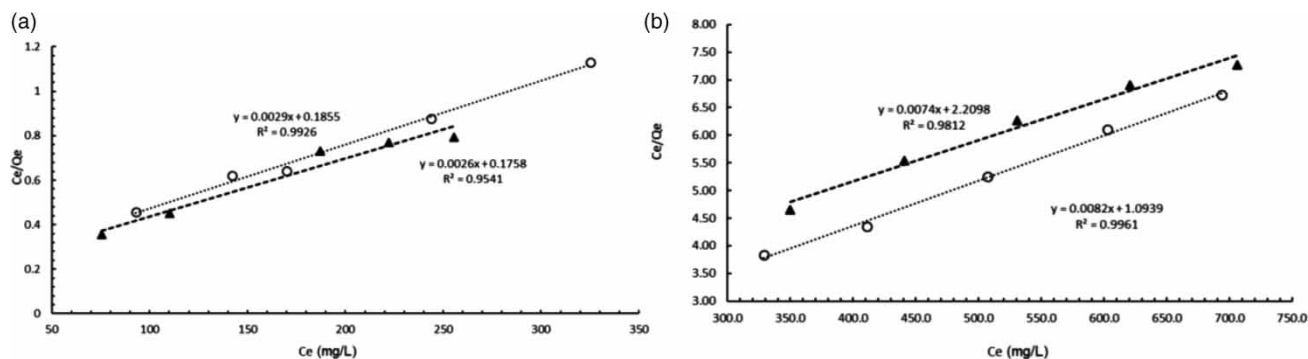 (a)
1.2
1
0.8
0.6
0.4
0.2
0
Ce/Qe
y = 0.0029x + 0.1855
R² = 0.9926
y = 0.0026x + 0.1758
R² = 0.9541
50 100 150 200 250 300 350
Ce (mg/L)
(b)
8.00
7.50
7.00
6.50
6.00
5.50
5.00
4.50
4.00
3.50
3.00
Ce/Qe
y = 0.0074x + 2.2098
R² = 0.9812
y = 0.0082x + 1.0939
R² = 0.9961
300.0 350.0 400.0 450.0 500.0 550.0 600.0 650.0 700.0 750.0
Ce (mg/L)